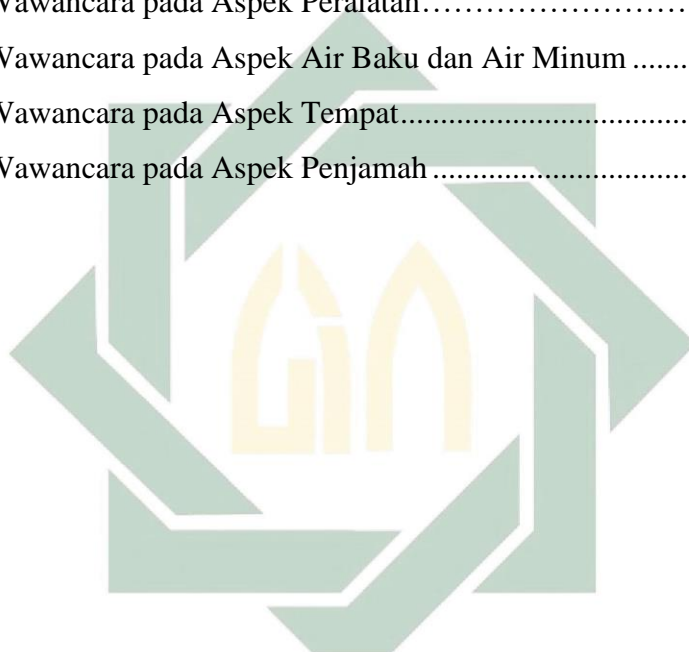 Wawancara pada Aspek Peralatan……………………
Wawancara pada Aspek Air Baku dan Air Minum .......
Wawancara pada Aspek Tempat....................................
Wawancara pada Aspek Penjamah ................................
UIN